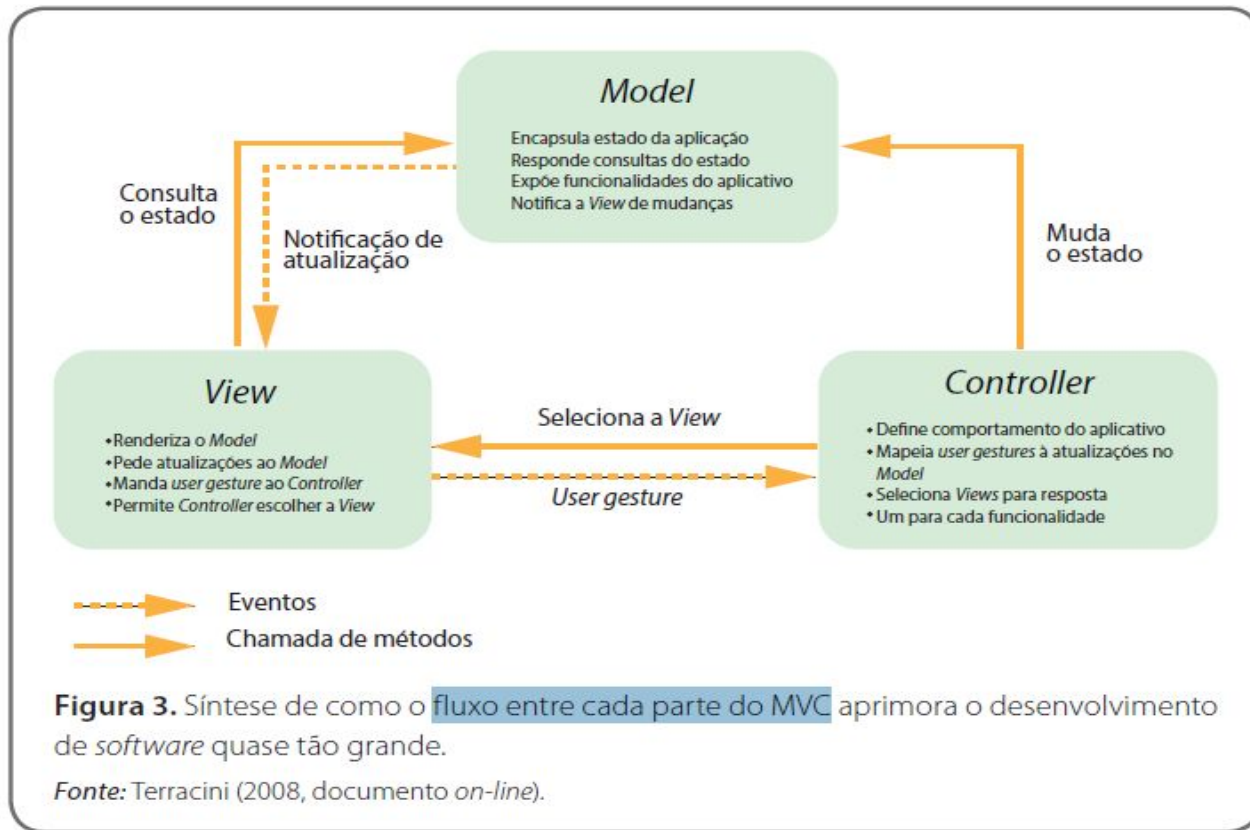 Model
Encapsula estado da aplicação
Responde consultas do estado
Expõe funcionalidades do aplicativo
Notifica a View de mudanças
Consulta
o estado
Notificação de
atualização
Muda
o estado
View
•Renderiza o Model
•Pede atualizações ao Model
•Manda user gesture ao Controller
•Permite Controller escolher a View
Seleciona a View
User gesture
Controller
• Define comportamento do aplicativo
• Mapeia user gestures à atualizações no
Model
• Seleciona Views para resposta
• Um para cada funcionalidade
Eventos
Chamada de métodos
Figura 3. Síntese de como o fluxo entre cada parte do MVC aprimora o desenvolvimento
de software quase tão grande.
Fonte: Terracini (2008, documento on-line).